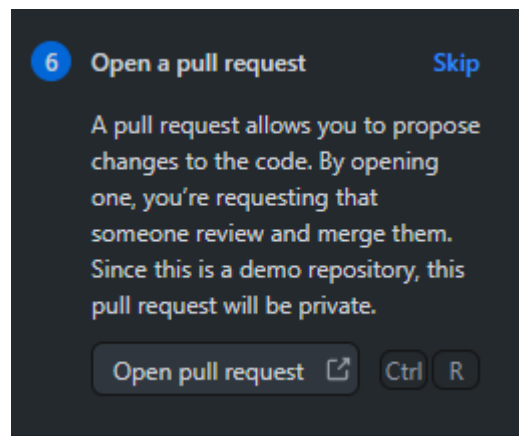 6 Open a pull request Skip
A pull request allows you to propose
changes to the code. By opening
one, you’re requesting that
someone review and merge them.
Since this is a demo repository, this
pull request will be private.
Open pull request Ctrl R